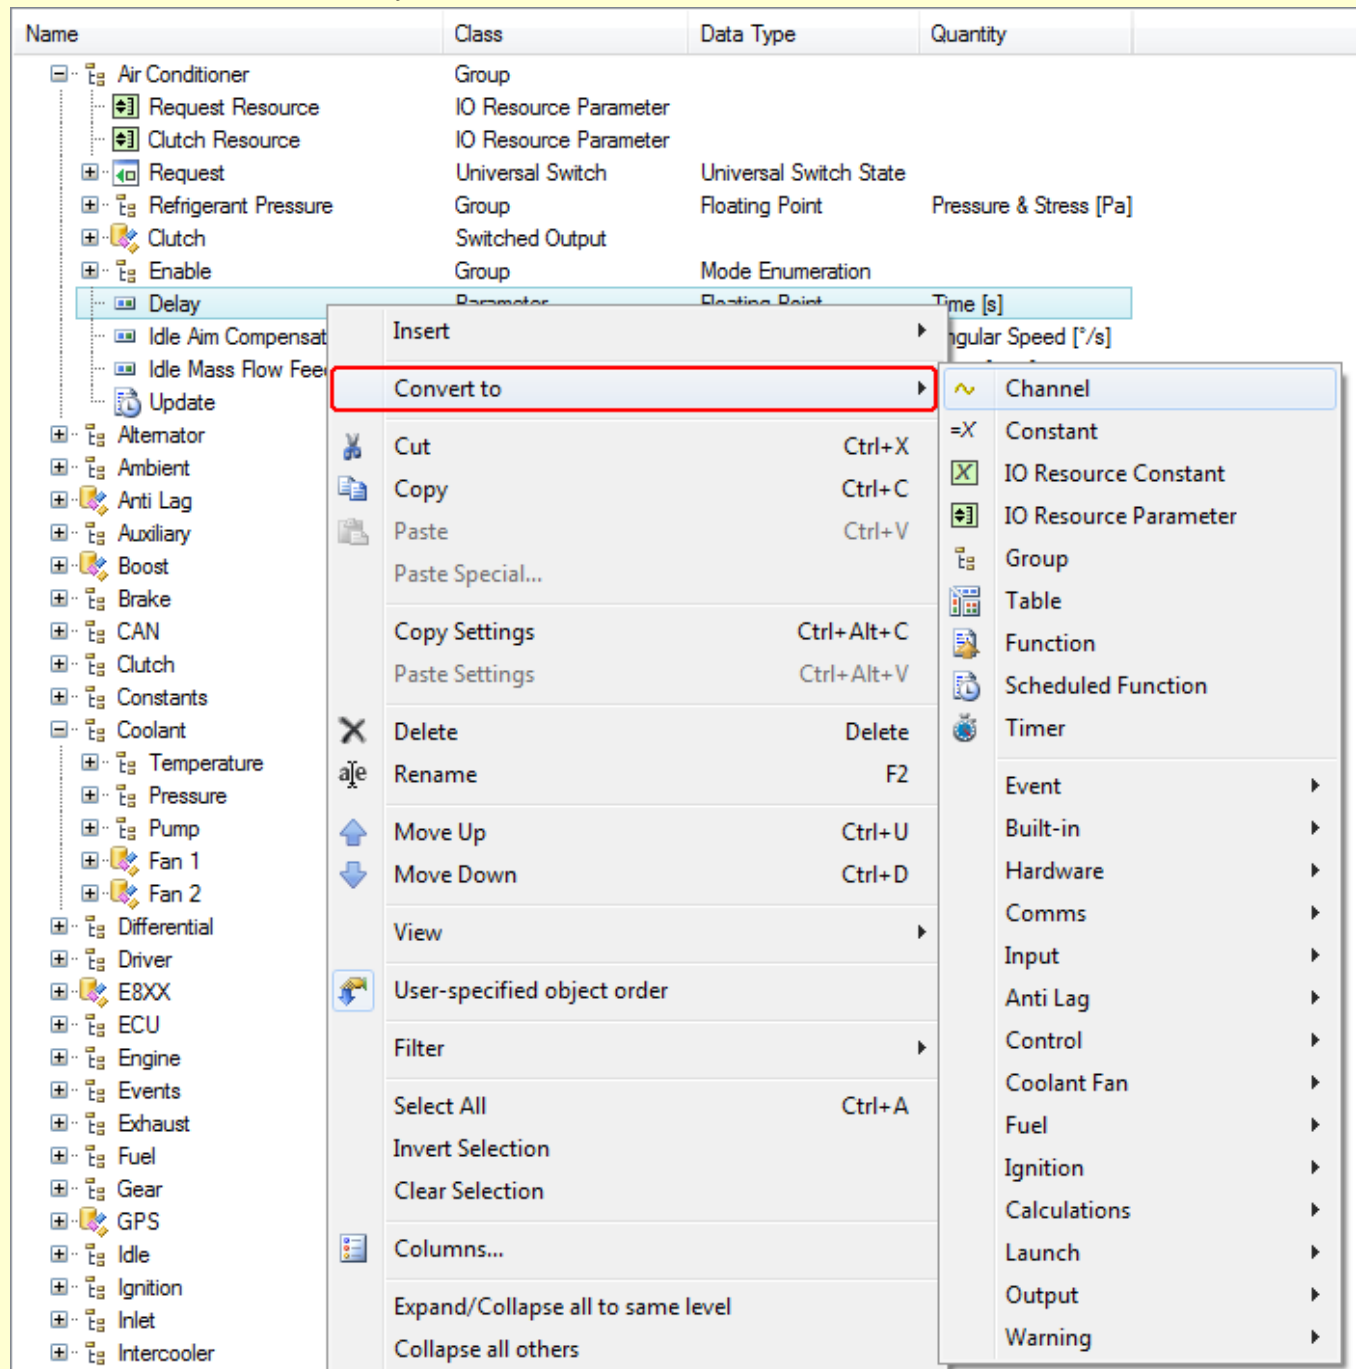 Name Class Data Type Quantity
Air Conditioner Group
Request Resource IO Resource Parameter
Clutch Resource IO Resource Parameter
Request Universal Switch Universal Switch State
Refrigerant Pressure Group Floating Point Pressure & Stress [Pa]
Clutch Switched Output
Enable Group Mode Enumeration
Delay Parameter Floating Point Time [s]
Idle Aim Compensat ngular Speed [°/s]
Idle Mass Flow Feed
Update
Alternator
Ambient
Anti Lag
Auxiliary
Boost
Brake
CAN
Clutch
Constants
Coolant
Temperature
Pressure
Pump
Fan 1
Fan 2
Differential
Driver
E8XX
ECU
Engine
Events
Exhaust
Fuel
Gear
GPS
Idle
Ignition
Inlet
Intercooler
Insert
Convert to
Cut Ctrl+X
Copy Ctrl+C
Paste Ctrl+V
Paste Special...
Copy Settings Ctrl+Alt+C
Paste Settings Ctrl+Alt+V
Delete Delete
Rename F2
Move Up Ctrl+U
Move Down Ctrl+D
View
User-specified object order
Filter
Select All Ctrl+A
Invert Selection
Clear Selection
Columns...
Expand/Collapse all to same level
Collapse all others
Channel
=X Constant
X IO Resource Constant
IO Resource Parameter
Group
Table
Function
Scheduled Function
Timer
Event
Built-in
Hardware
Comms
Input
Anti Lag
Control
Coolant Fan
Fuel
Ignition
Calculations
Launch
Output
Warning